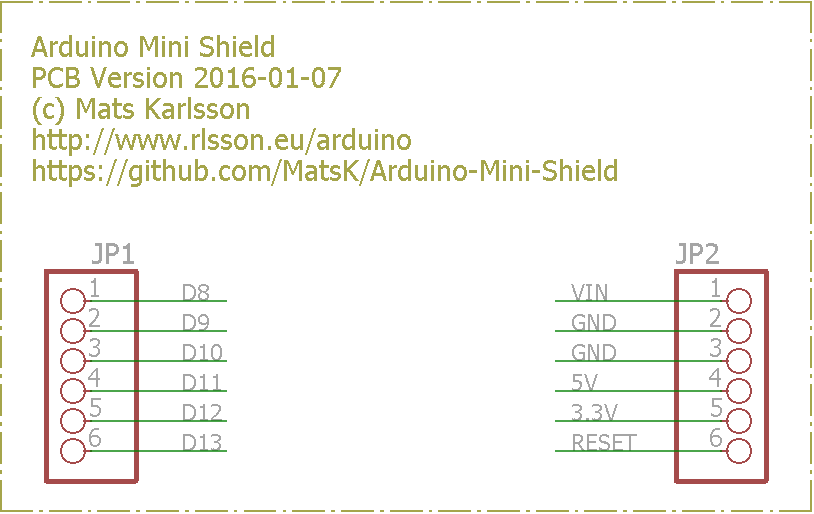 Arduino Mini Shield
PCB Version 2016-01-07
(c) Mats Karlsson
http://www.rlsson.eu/arduino
https://github.com/MatsK/Arduino-Mini-Shield
JP1
1 D8
2 D9
3 D10
4 D11
5 D12
6 D13
JP2
VIN 1
GND 2
GND 3
5V 4
3.3V 5
RESET 6